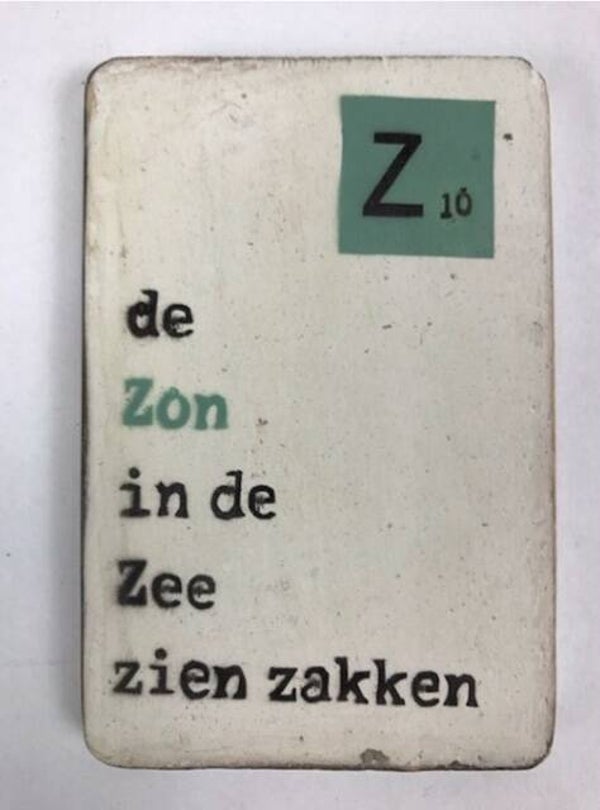 Z 10
de
Zon
in de
Zee
zien zakken